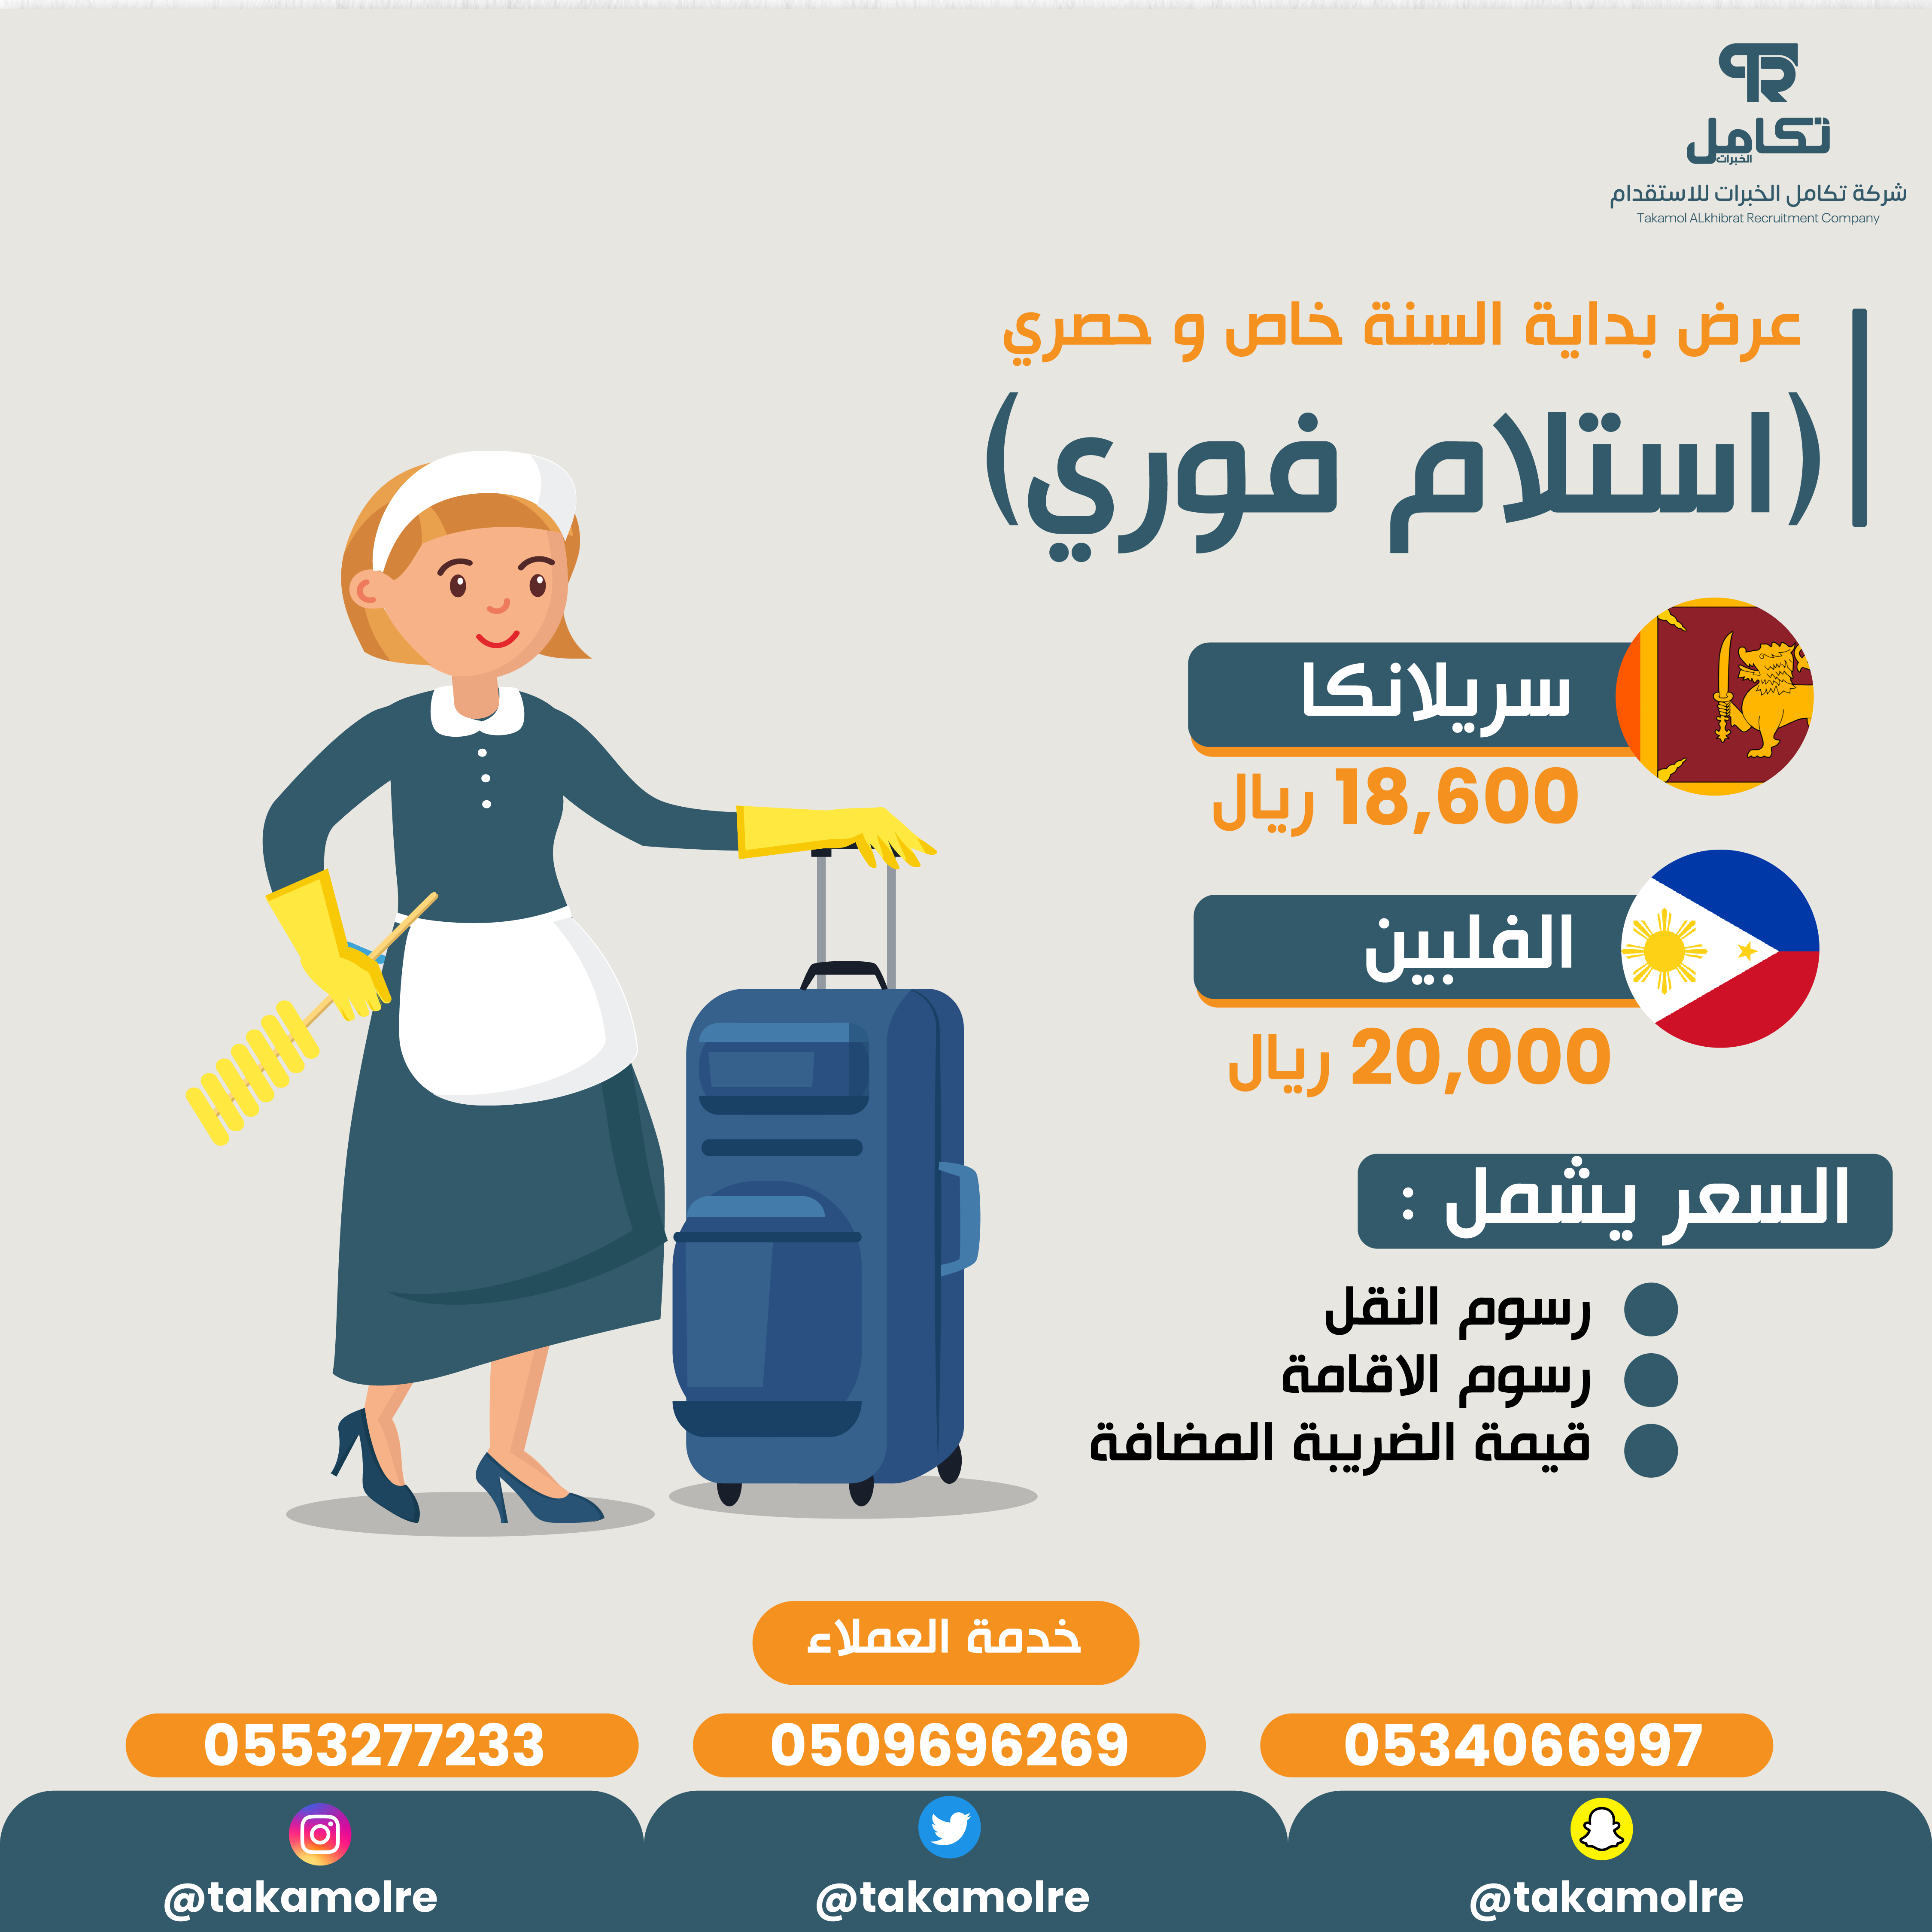 تكامل
الخبرات
شركة تكامل الخبرات للاستقدام
Takamol ALkhibrat Recruitment Company
عرض بداية السنة خاص و حصري
(استلام فوري)
سريلانكا
18,600 ريال
الفلبين
20,000 ريال
السعر يشمل :
رسوم النقل
رسوم الاقامة
قيمة الضريبة المضافة
خدمة العملاء
0553277233 0509696269 0534066997
@takamolre @takamolre @takamolre